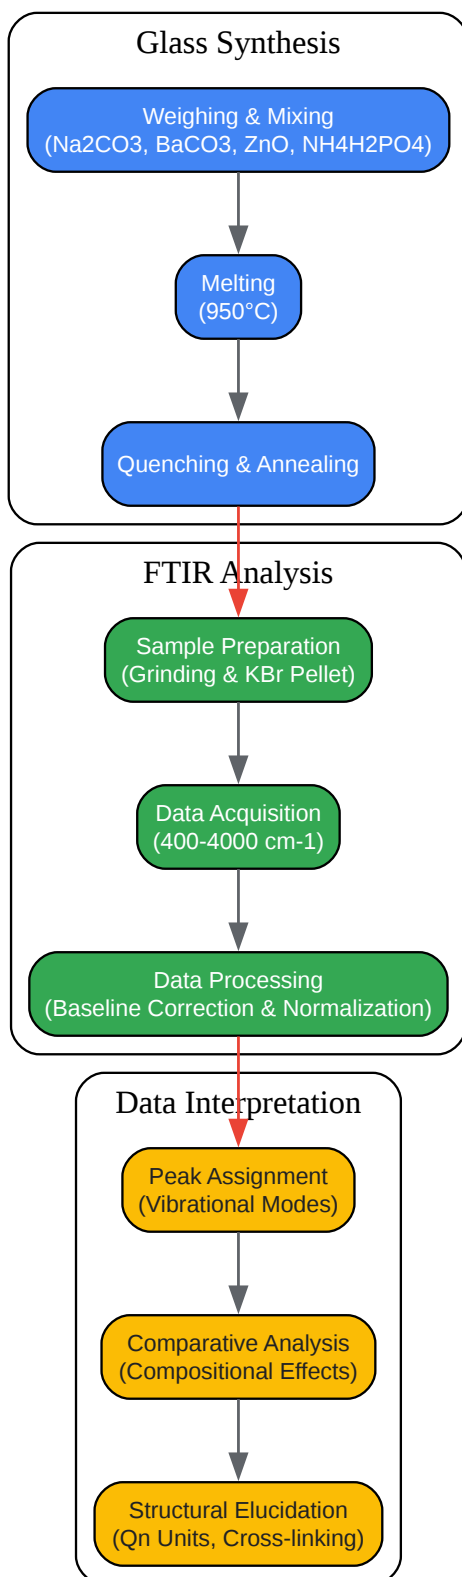 Glass Synthesis
Weighing & Mixing
(Na2CO3, BaCO3, ZnO, NH4H2PO4)
Melting
(950°C)
Quenching & Annealing
FTIR Analysis
Sample Preparation
(Grinding & KBr Pellet)
Data Acquisition
(400-4000 cm-1)
Data Processing
(Baseline Correction & Normalization)
Data Interpretation
Peak Assignment
(Vibrational Modes)
Comparative Analysis
(Compositional Effects)
Structural Elucidation
(Qn Units, Cross-linking)